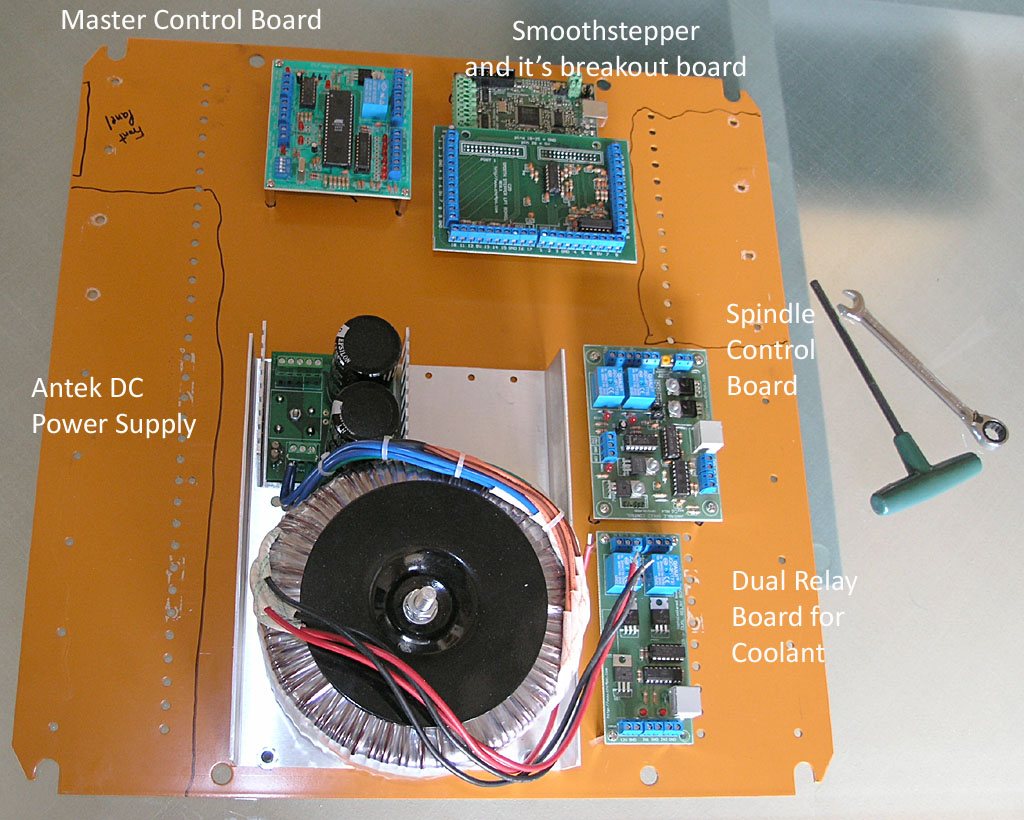 Master Control Board
Smoothstepper
and it's breakout board
Front
Panel
Antek DC
Power Supply
Spindle
Control
Board
Dual Relay
Board for
Coolant